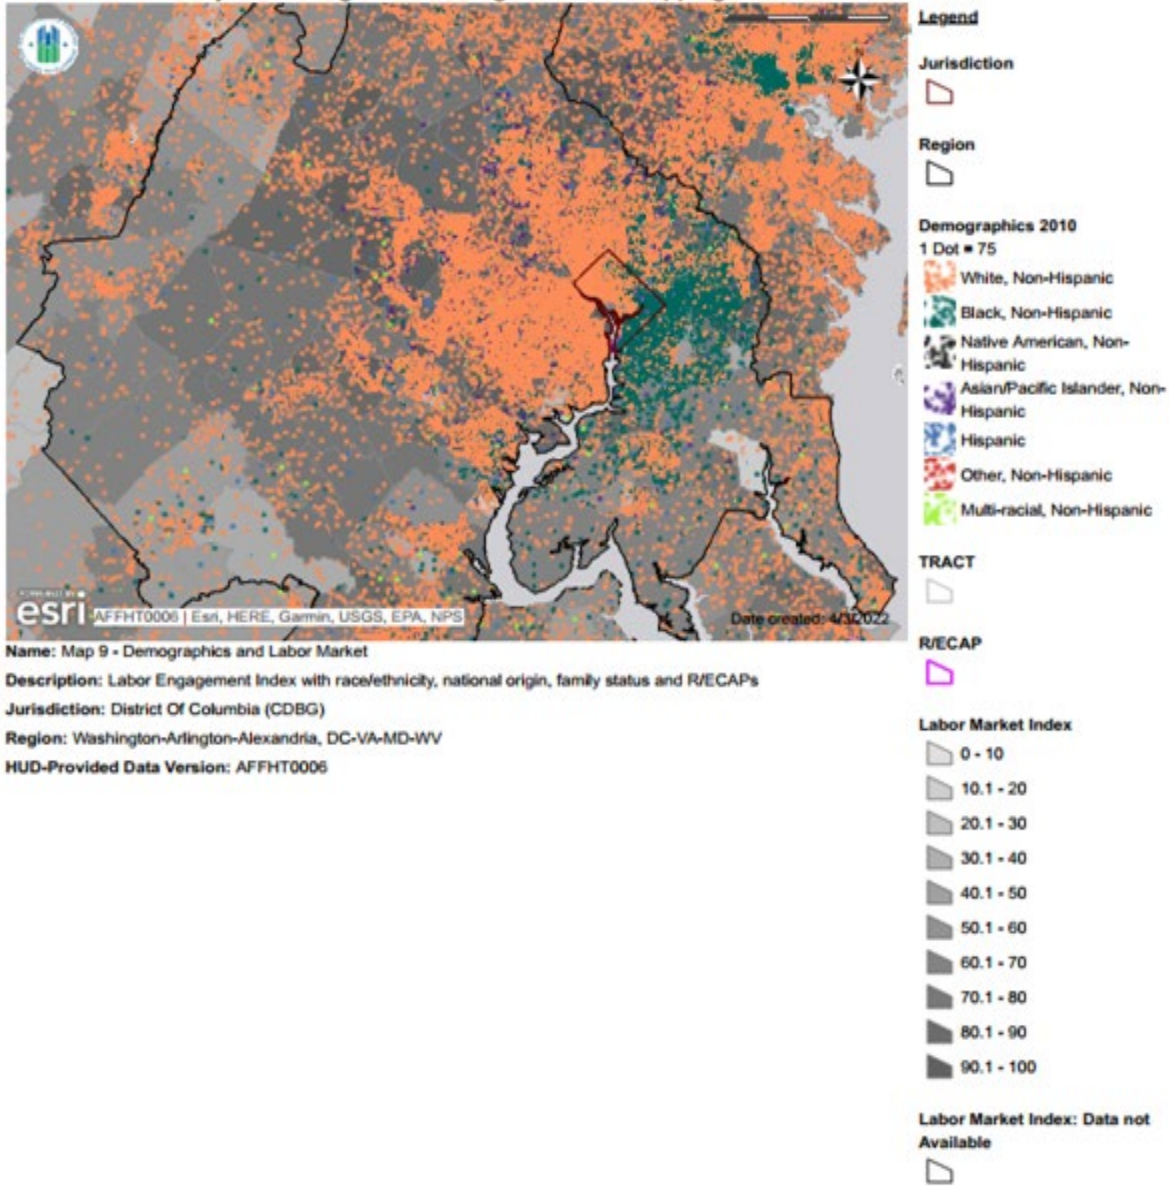 Legend
Jurisdiction
Region
Demographics 2010
1 Dot = 75
White, Non-Hispanic
Black, Non-Hispanic
Native American, Non-
Hispanic
Asian/Pacific Islander, Non-
Hispanic
Hispanic
Other, Non-Hispanic
Multi-racial, Non-Hispanic
TRACT
R/ECAP
Labor Market Index
0 - 10
10.1 - 20
20.1 - 30
30.1 - 40
40.1 - 50
50.1 - 60
60.1 - 70
70.1 - 80
80.1 - 90
90.1 - 100
Labor Market Index: Data not
Available
POWERED BY
esri
AFFHT0006 | Esri, HERE, Garmin, USGS, EPA, NPS
Date created: 4/3/2022
Name: Map 9 - Demographics and Labor Market
Description: Labor Engagement Index with race/ethnicity, national origin, family status and R/ECAPs
Jurisdiction: District Of Columbia (CDBG)
Region: Washington-Arlington-Alexandria, DC-VA-MD-WV
HUD-Provided Data Version: AFFHT0006